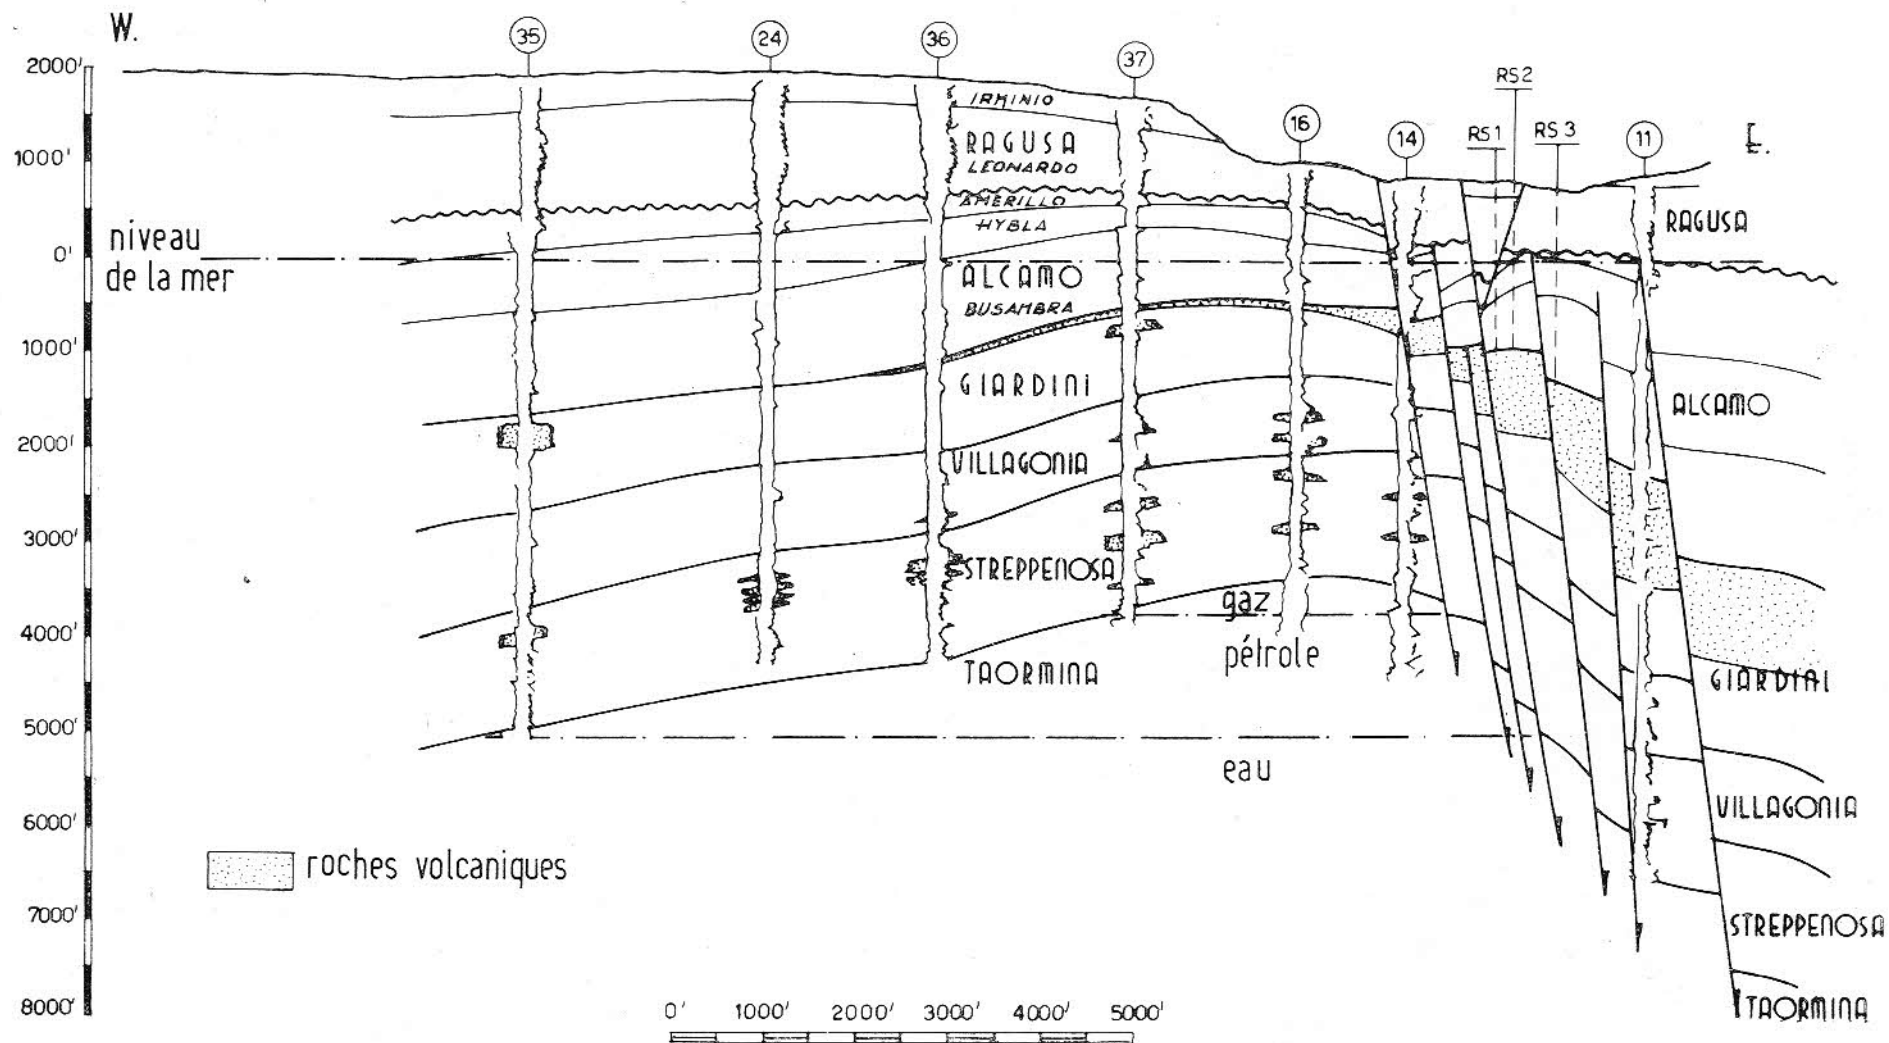 W.
35
24
36
37
16
14
RS1
RS2
RS3
11
E.
2000'
1000'
0'
1000'
2000'
3000'
4000'
5000'
6000'
7000'
8000'
niveau
de la mer
IRMINIO
RAGUSA
LEONARDO
AMERILLO
HYBLA
ALCAMO
BUSAMBRA
GIARDINI
VILLAGONIA
STREPPENOSA
TAORMINA
gaz
pétrole
eau
RAGUSA
ALCAMO
GIARDINI
VILLAGONIA
STREPPENOSA
TAORMINA
roches volcaniques
0' 1000' 2000' 3000' 4000' 5000'